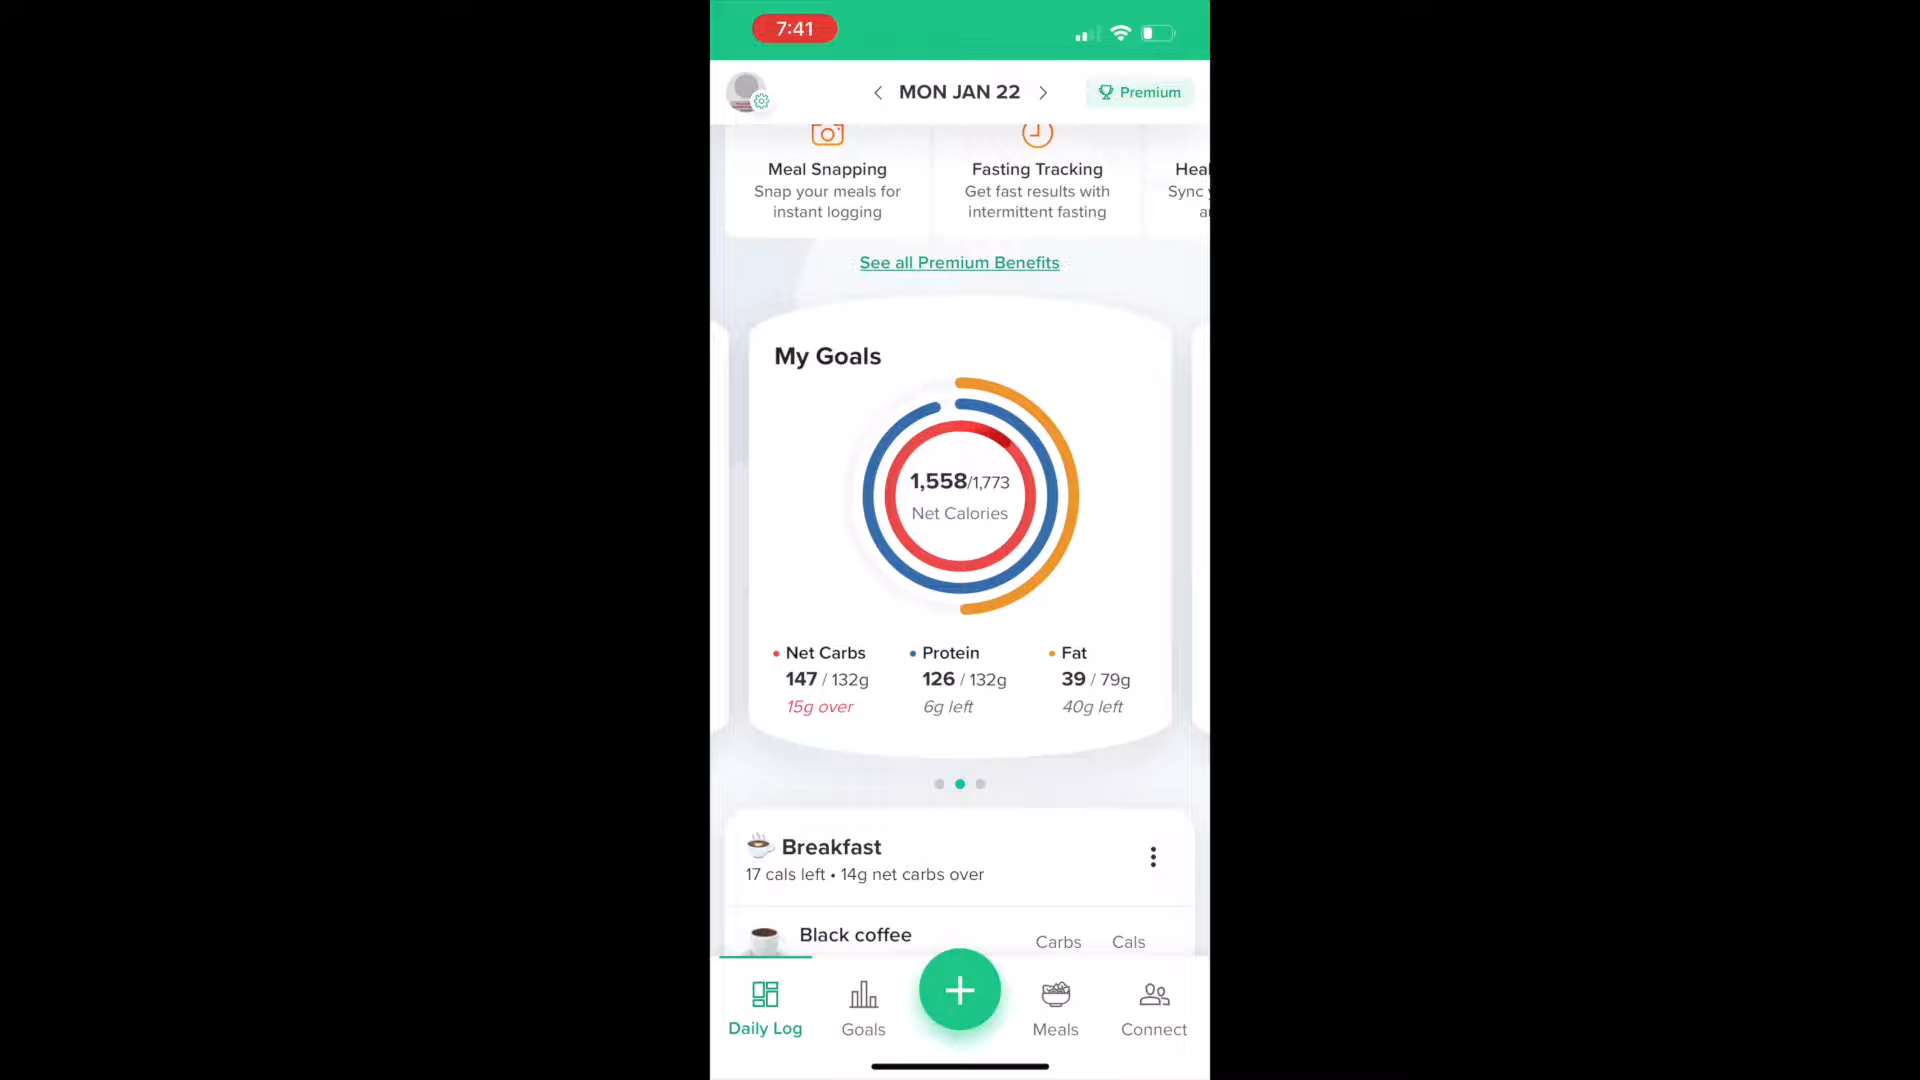 7:41
MON JAN 22
Premium
Meal Snapping
Snap your meals for
instant logging
Fasting Tracking
Get fast results with
intermittent fasting
Heal
Sync
See all Premium Benefits
My Goals
1,558/1,773
Net Calories
Net Carbs
147 / 132g
15g over
Protein
126 / 132g
6g left
Fat
39 / 79g
40g left
Breakfast
17 cals left • 14g net carbs over
Black coffee
Carbs
Cals
Daily Log
Goals
Meals
Connect